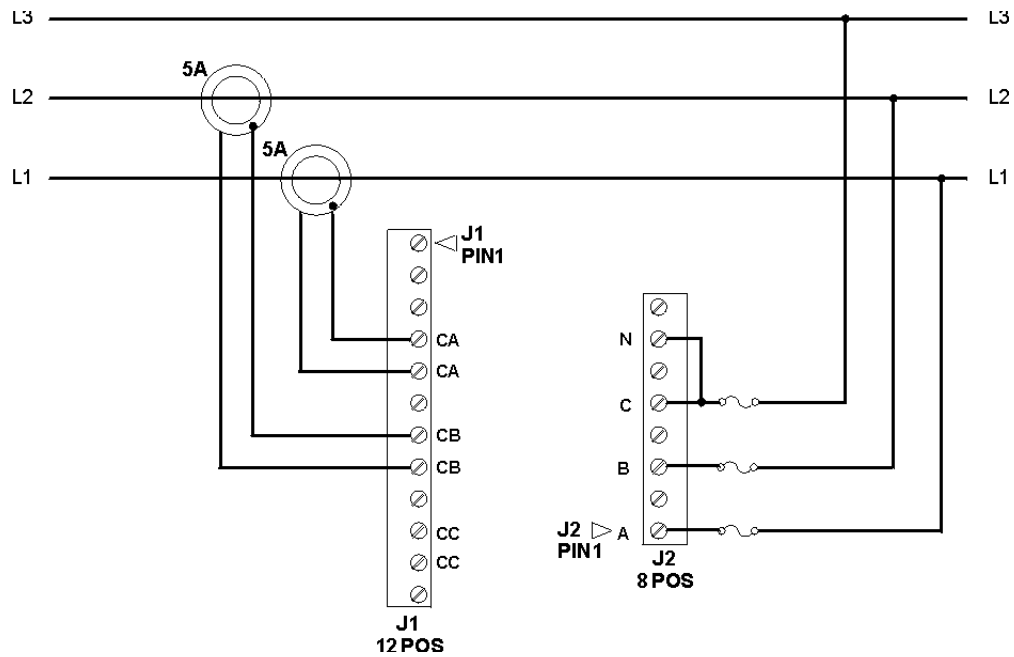 L3 L3
5A
L2 L2
5A
L1 L1
J1
PIN1
CA
CA
CB
CB
CC
CC
J1
12 POS
N
C
B
J2
PIN1
A
J2
8 POS